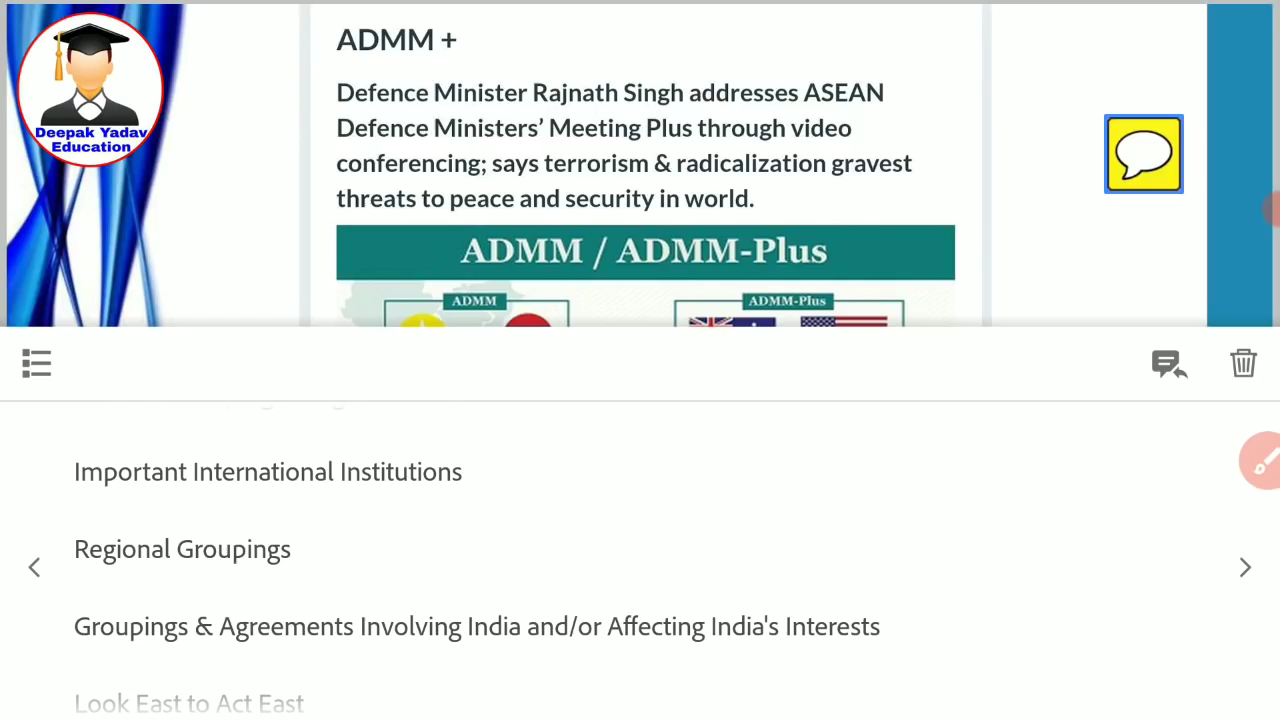 Deepak Yadav
Education
ADMM +
Defence Minister Rajnath Singh addresses ASEAN
Defence Ministers’ Meeting Plus through video
conferencing; says terrorism & radicalization gravest
threats to peace and security in world.
ADMM / ADMM-Plus
ADMM
ADMM-Plus
Important International Institutions
Regional Groupings
Groupings & Agreements Involving India and/or Affecting India's Interests
Look East to Act East